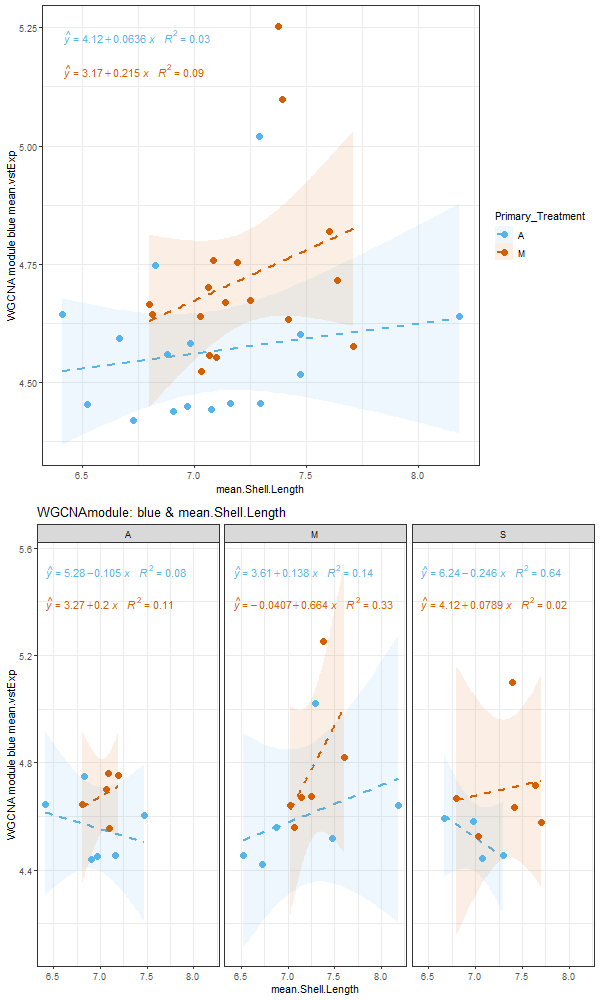 5.25
5.00
4.75
4.50
WGCNA module blue mean.vstExp
ŷ = 4.12 + 0.0636 x   R² = 0.03
ŷ = 3.17 + 0.215 x   R² = 0.09
6.5 7.0 7.5 8.0
mean.Shell.Length
Primary_Treatment
A
M
WGCNAmodule: blue & mean.Shell.Length
A M S
5.6
5.2
4.8
4.4
WGCNA module blue mean.vstExp
ŷ = 5.28 − 0.105 x   R² = 0.08
ŷ = 3.27 + 0.2 x   R² = 0.11
ŷ = 3.61 + 0.138 x   R² = 0.14
ŷ = − 0.0407 + 0.664 x   R² = 0.33
ŷ = 6.24 − 0.246 x   R² = 0.64
ŷ = 4.12 + 0.0789 x   R² = 0.02
6.5 7.0 7.5 8.0 6.5 7.0 7.5 8.0 6.5 7.0 7.5 8.0
mean.Shell.Length